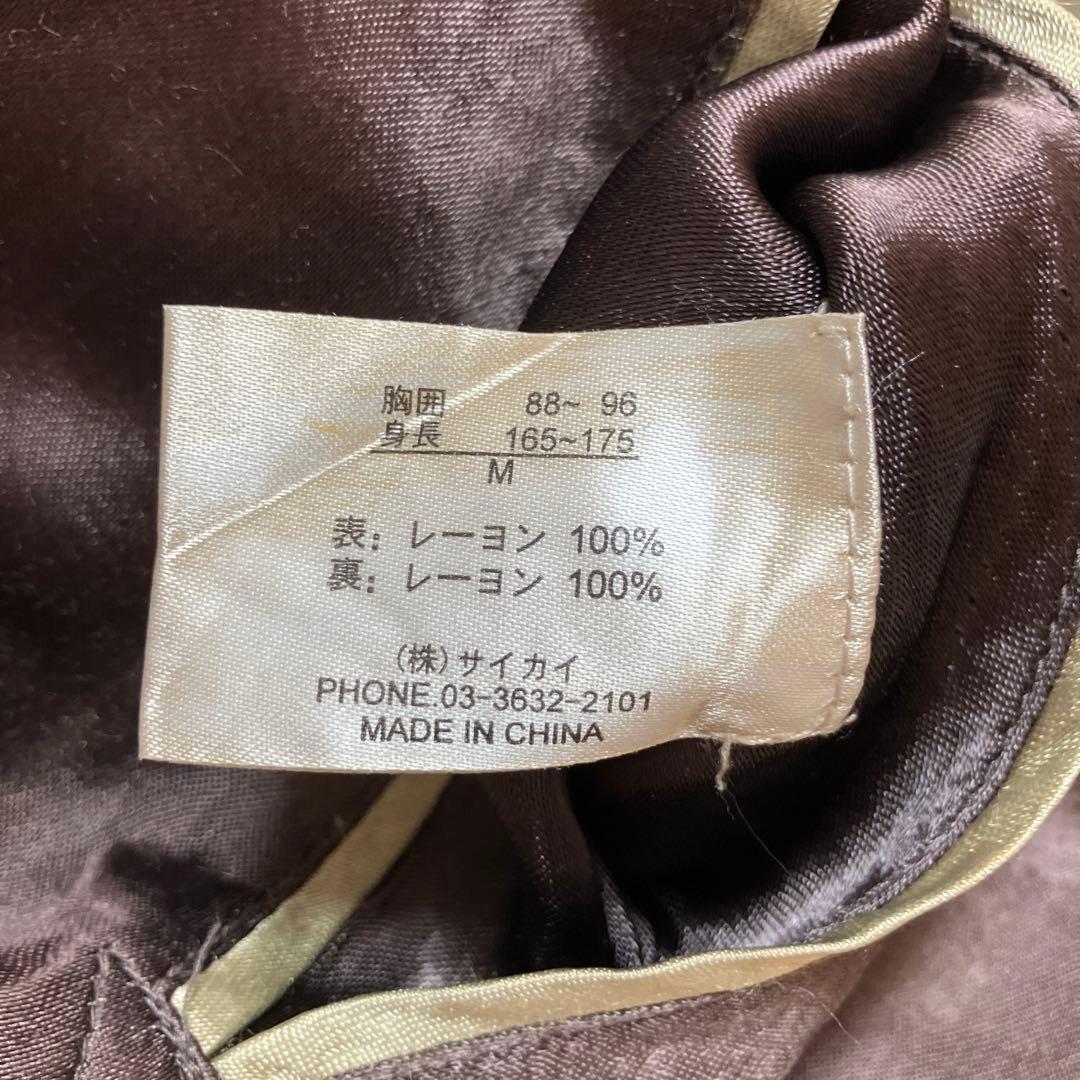 胸囲 88~ 96
身長 165~175
M
表: レーヨン 100%
裏: レーヨン 100%
(株)サイカイ
PHONE.03-3632-2101
MADE IN CHINA